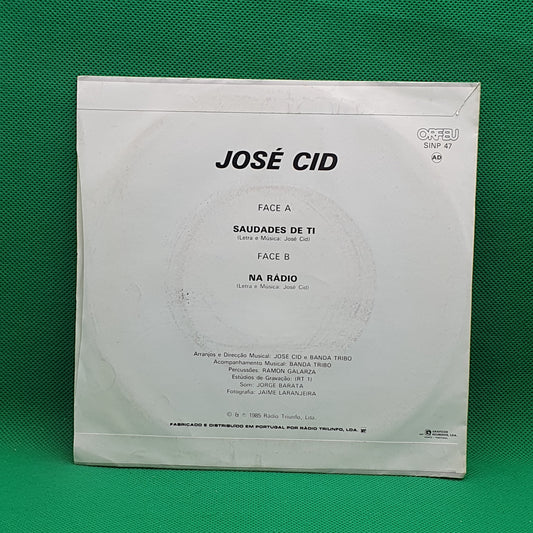 ORFEU
SINP 47
AD
JOSÉ CID
FACE A
SAUDADES DE TI
(Letra e Música: José Cid)
FACE B
NA RÁDIO
(Letra e Música: José Cid)
Arranjos e Direcção Musical: JOSÉ CID e BANDA TRIBO
Acompanhamento Musical: BANDA TRIBO
Percussões: RAMON GALARZA
Estúdios de Gravação: (RT 1)
Som: JORGE BARATA
Fotografia: JAIME LARANJEIRA
© & ℗ 1985 Rádio Triunfo, Lda.
FABRICADO E DISTRIBUÍDO EM PORTUGAL POR RÁDIO TRIUNFO, LDA.